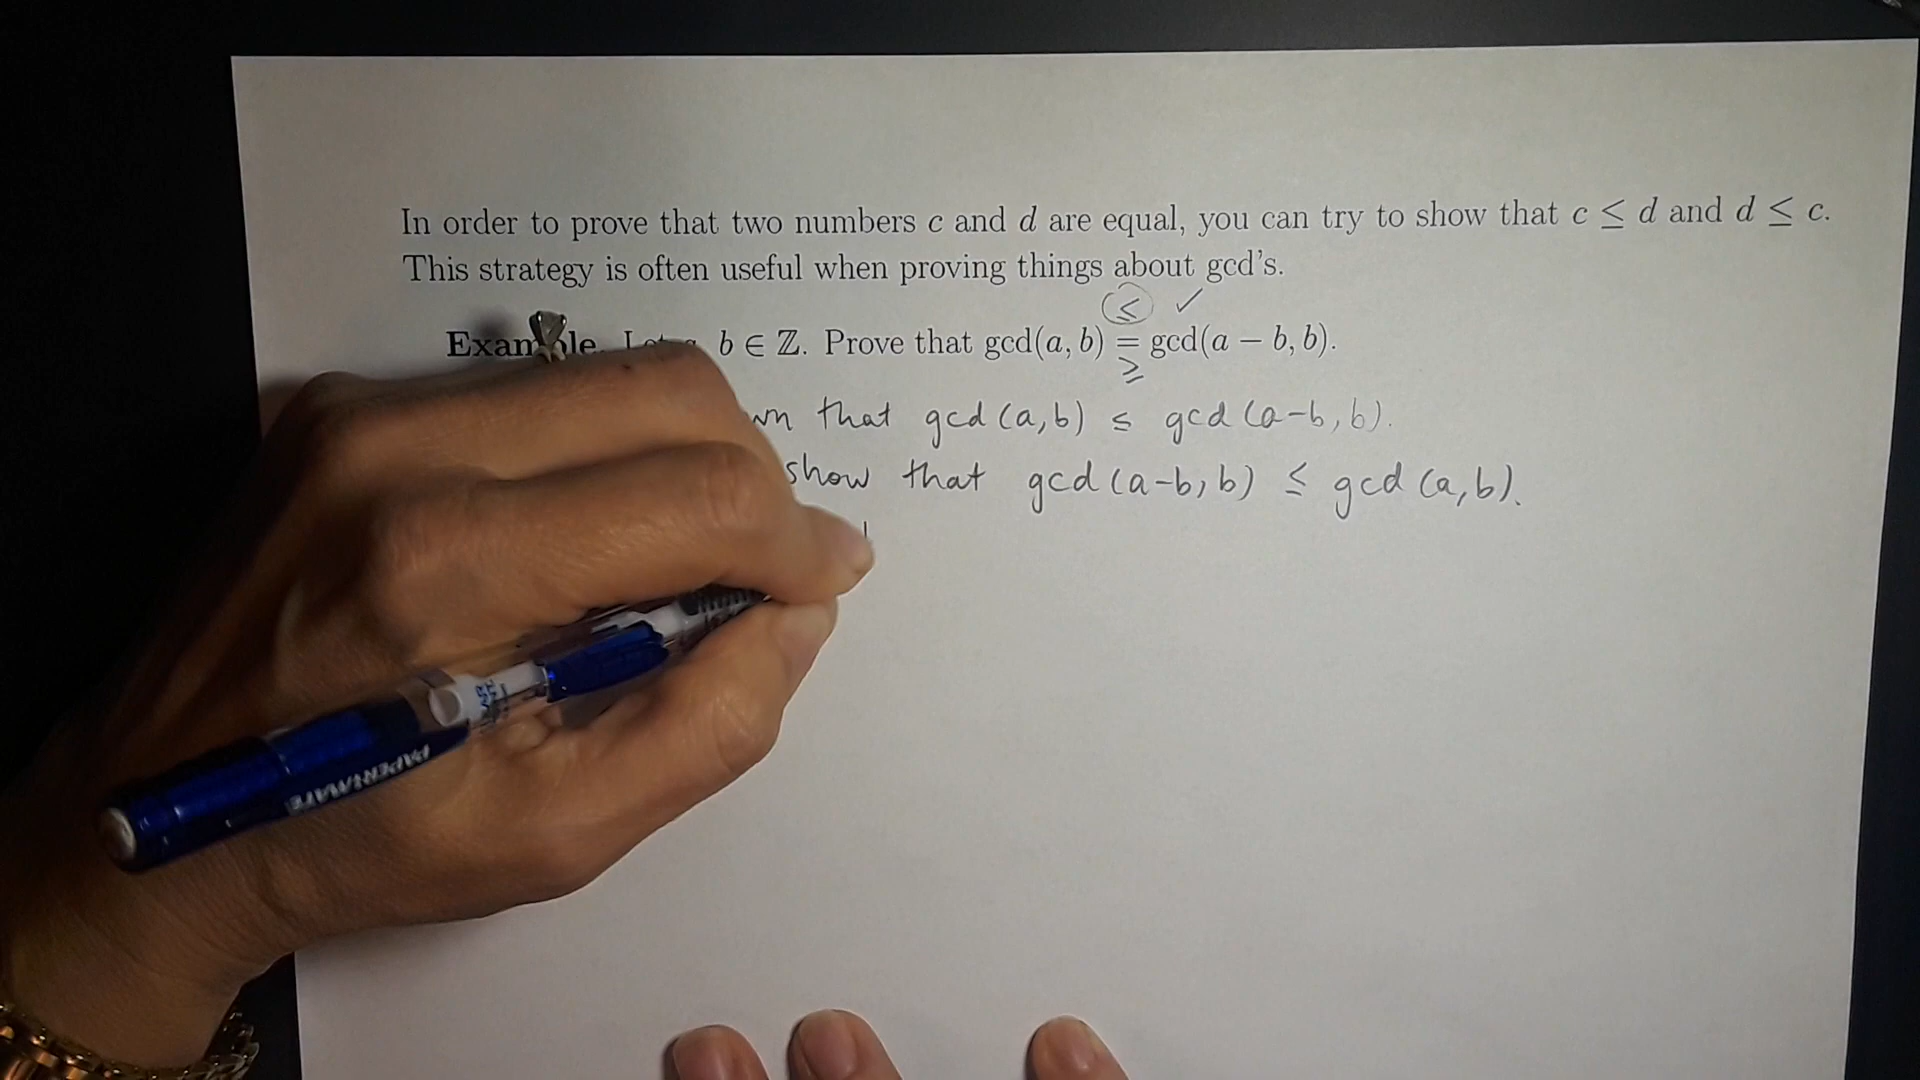 In order to prove that two numbers c and d are equal, you can try to show that c ≤ d and d ≤ c.
This strategy is often useful when proving things about gcd's.
≤ ✓
Example. b ∈ ℤ. Prove that gcd(a, b) = gcd(a − b, b).
≥
that gcd (a,b) ≤ gcd (a-b, b).
show that gcd (a-b, b) ≤ gcd (a,b).
PAPERMATE